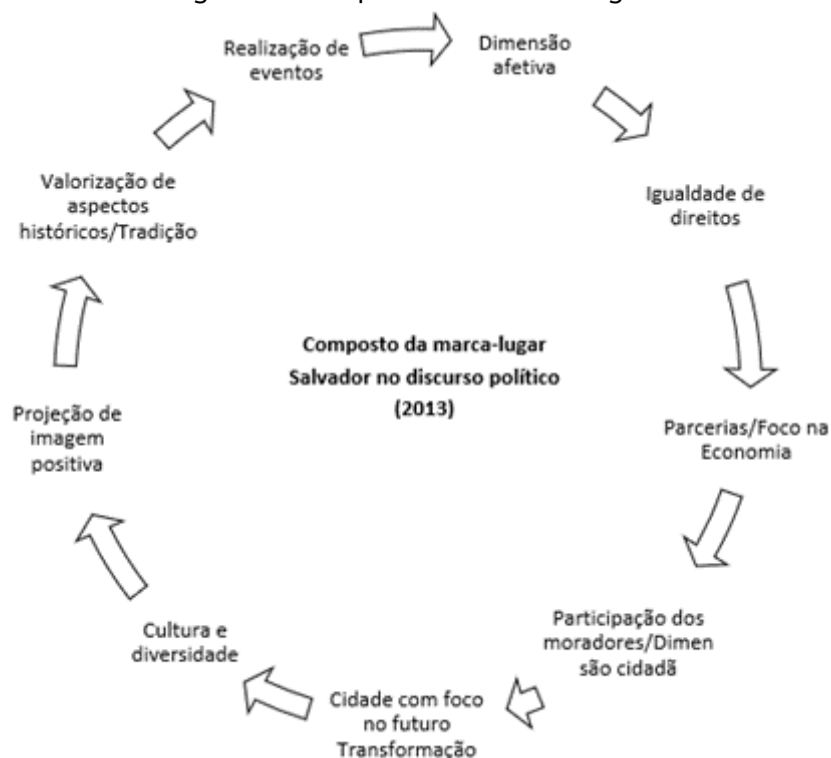 Realização de
eventos
Dimensão
afetiva
Igualdade de
direitos
Parcerias/Foco na
Economia
Participação dos
moradores/Dimen
são cidadã
Cidade com foco
no futuro
Transformação
Cultura e
diversidade
Projeção de
imagem
positiva
Valorização de
aspectos
históricos/Tradição
Composto da marca-lugar
Salvador no discurso político
(2013)